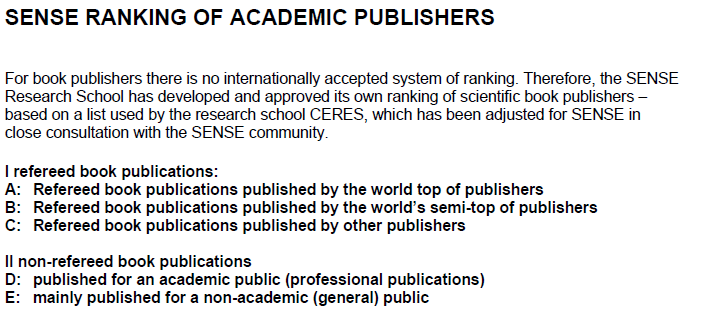 SENSE RANKING OF ACADEMIC PUBLISHERS
For book publishers there is no internationally accepted system of ranking. Therefore, the SENSE
Research School has developed and approved its own ranking of scientific book publishers –
based on a list used by the research school CERES, which has been adjusted for SENSE in
close consultation with the SENSE community.
I refereed book publications:
A: Refereed book publications published by the world top of publishers
B: Refereed book publications published by the world's semi-top of publishers
C: Refereed book publications published by other publishers
II non-refereed book publications
D: published for an academic public (professional publications)
E: mainly published for a non-academic (general) public